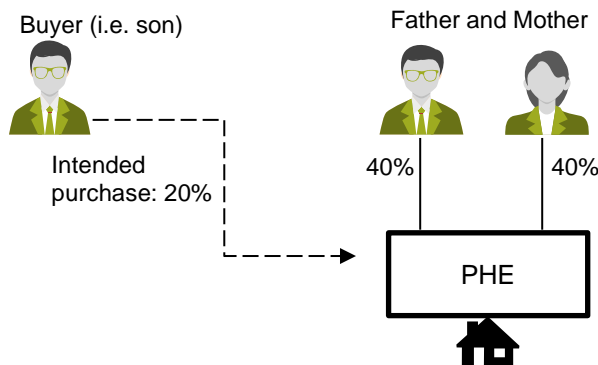 Buyer (i.e. son)
Father and Mother
Intended
purchase: 20%
40%
40%
PHE